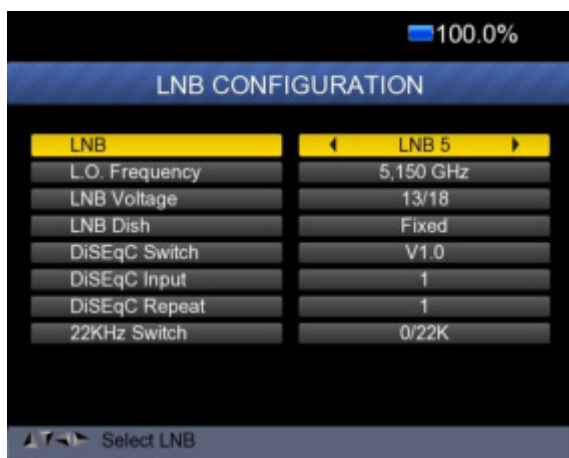 100.0%
LNB CONFIGURATION
LNB LNB 5
L.O. Frequency 5,150 GHz
LNB Voltage 13/18
LNB Dish Fixed
DiSEqC Switch V1.0
DiSEqC Input 1
DiSEqC Repeat 1
22KHz Switch 0/22K
Select LNB